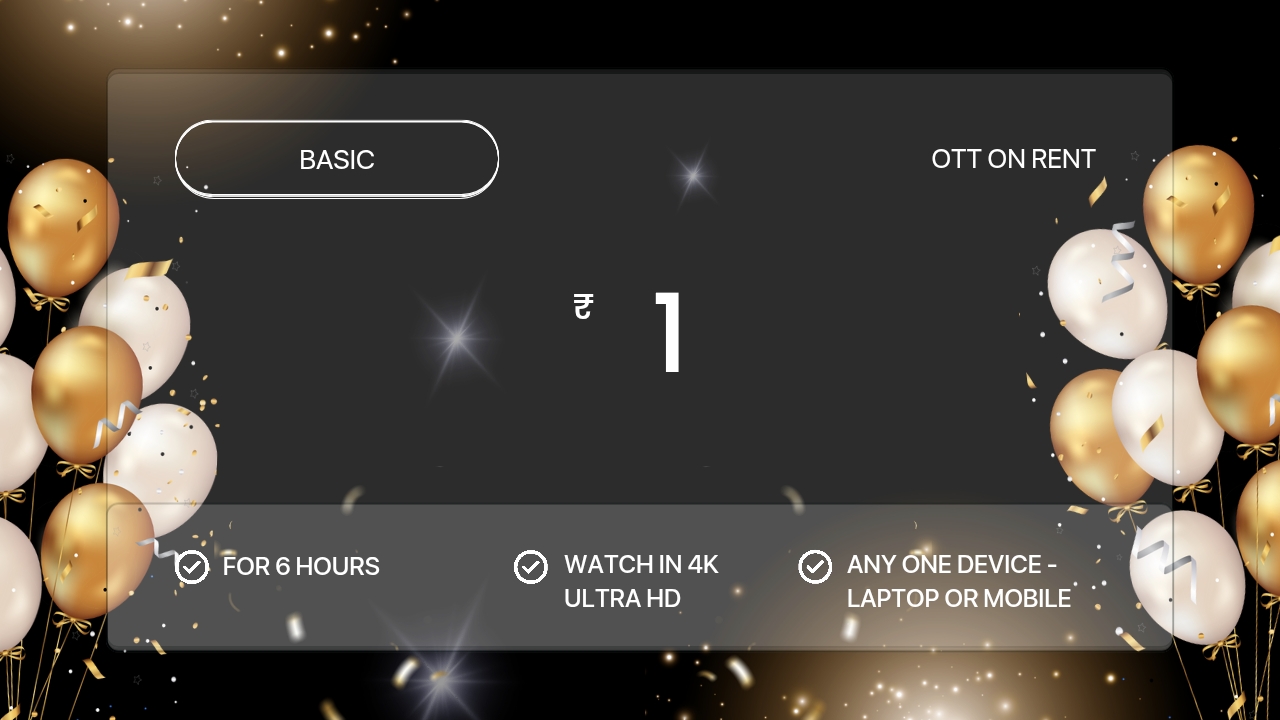 BASIC
OTT ON RENT
₹ 1
FOR 6 HOURS
WATCH IN 4K
ULTRA HD
ANY ONE DEVICE -
LAPTOP OR MOBILE